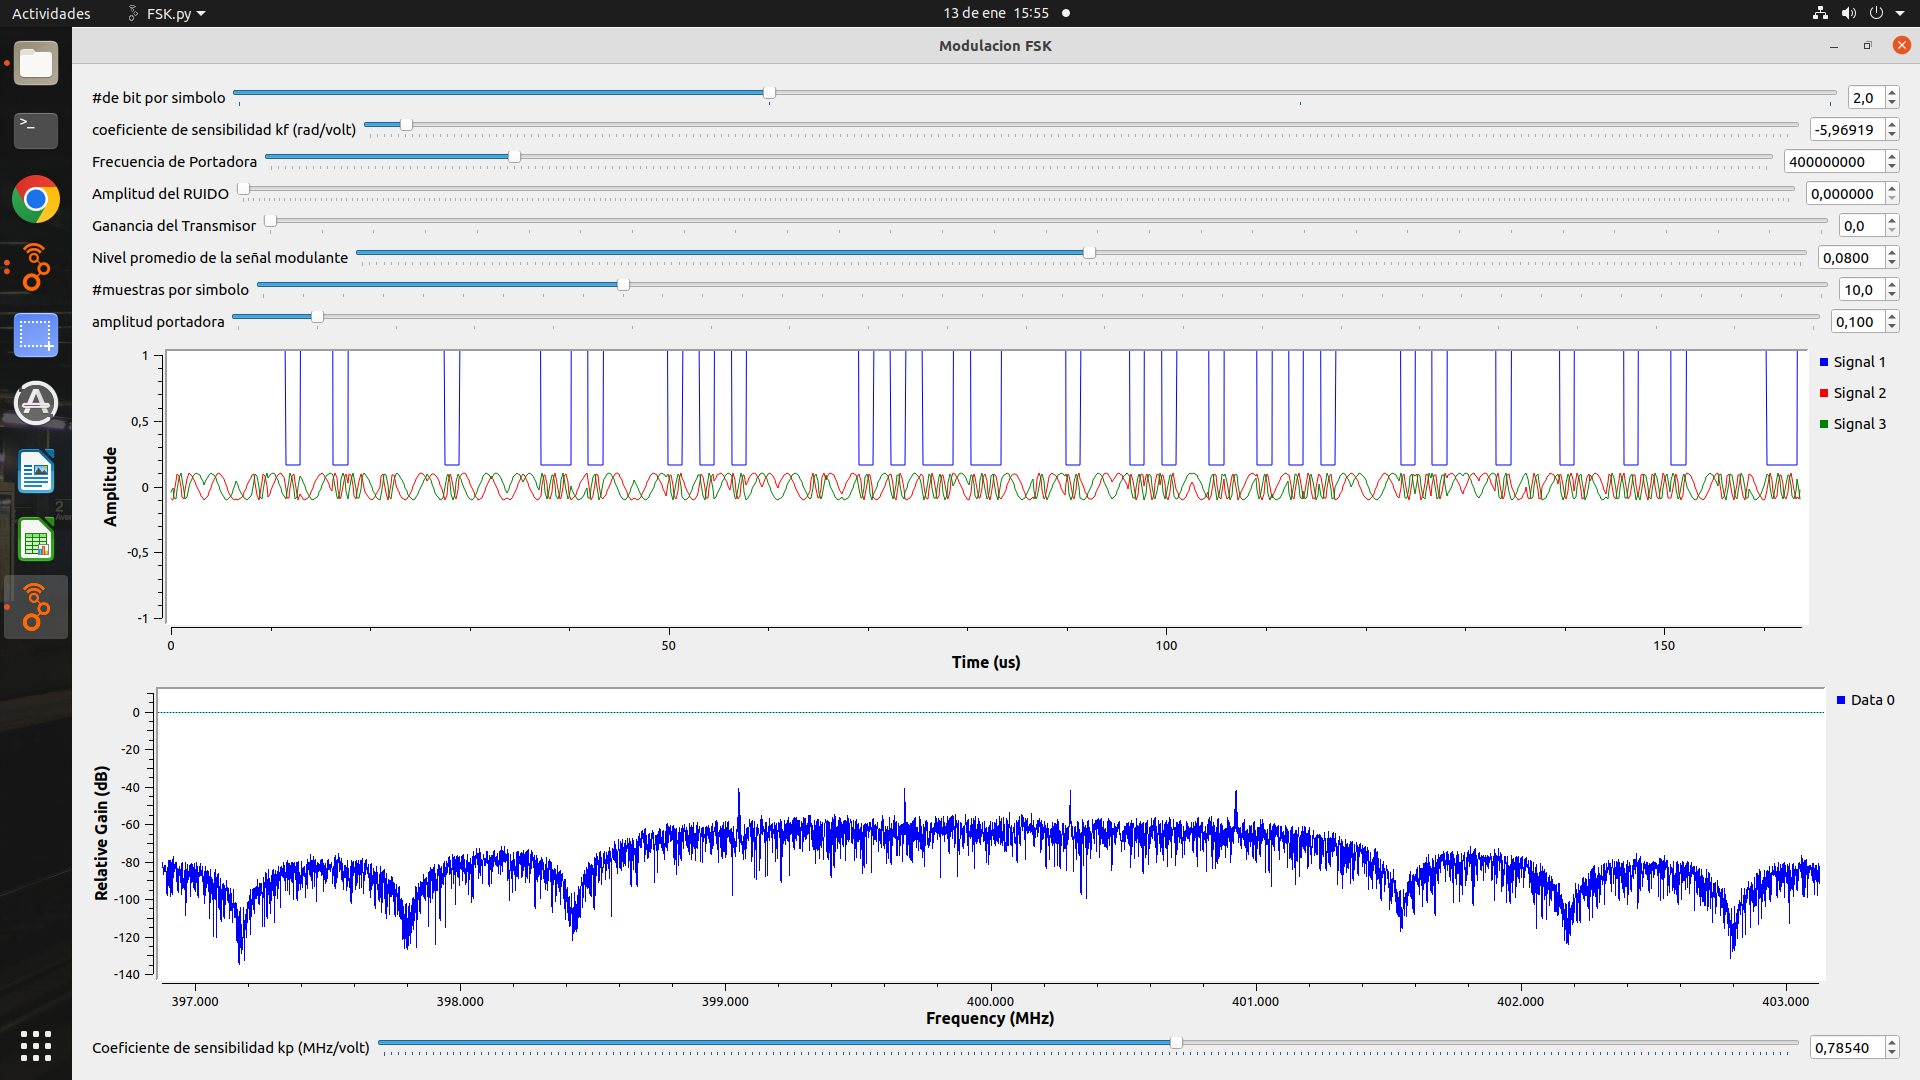 Actividades FSK.py 13 de ene 15:55
Modulacion FSK
#de bit por simbolo 2,0
coeficiente de sensibilidad kf (rad/volt) -5,96919
Frecuencia de Portadora 400000000
Amplitud del RUIDO 0,000000
Ganancia del Transmisor 0,0
Nivel promedio de la señal modulante 0,0800
#muestras por simbolo 10,0
amplitud portadora 0,100
1
0,5
0
-0,5
-1
Amplitude
Signal 1
Signal 2
Signal 3
0 50 100 150
Time (us)
0
-20
-40
-60
-80
-100
-120
-140
Relative Gain (dB)
Data 0
397.000 398.000 399.000 400.000 401.000 402.000 403.000
Frequency (MHz)
Coeficiente de sensibilidad kp (MHz/volt) 0,78540